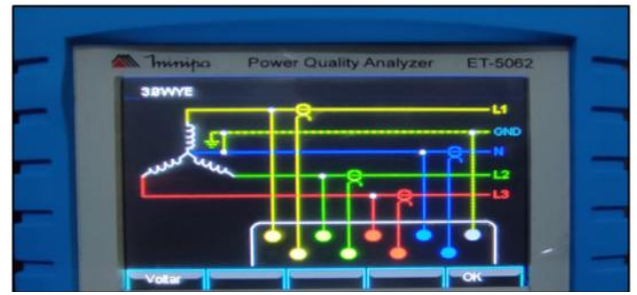 minipa Power Quality Analyzer ET-5062
3ØWYE
L1
GND
N
L2
L3
Voltar OK